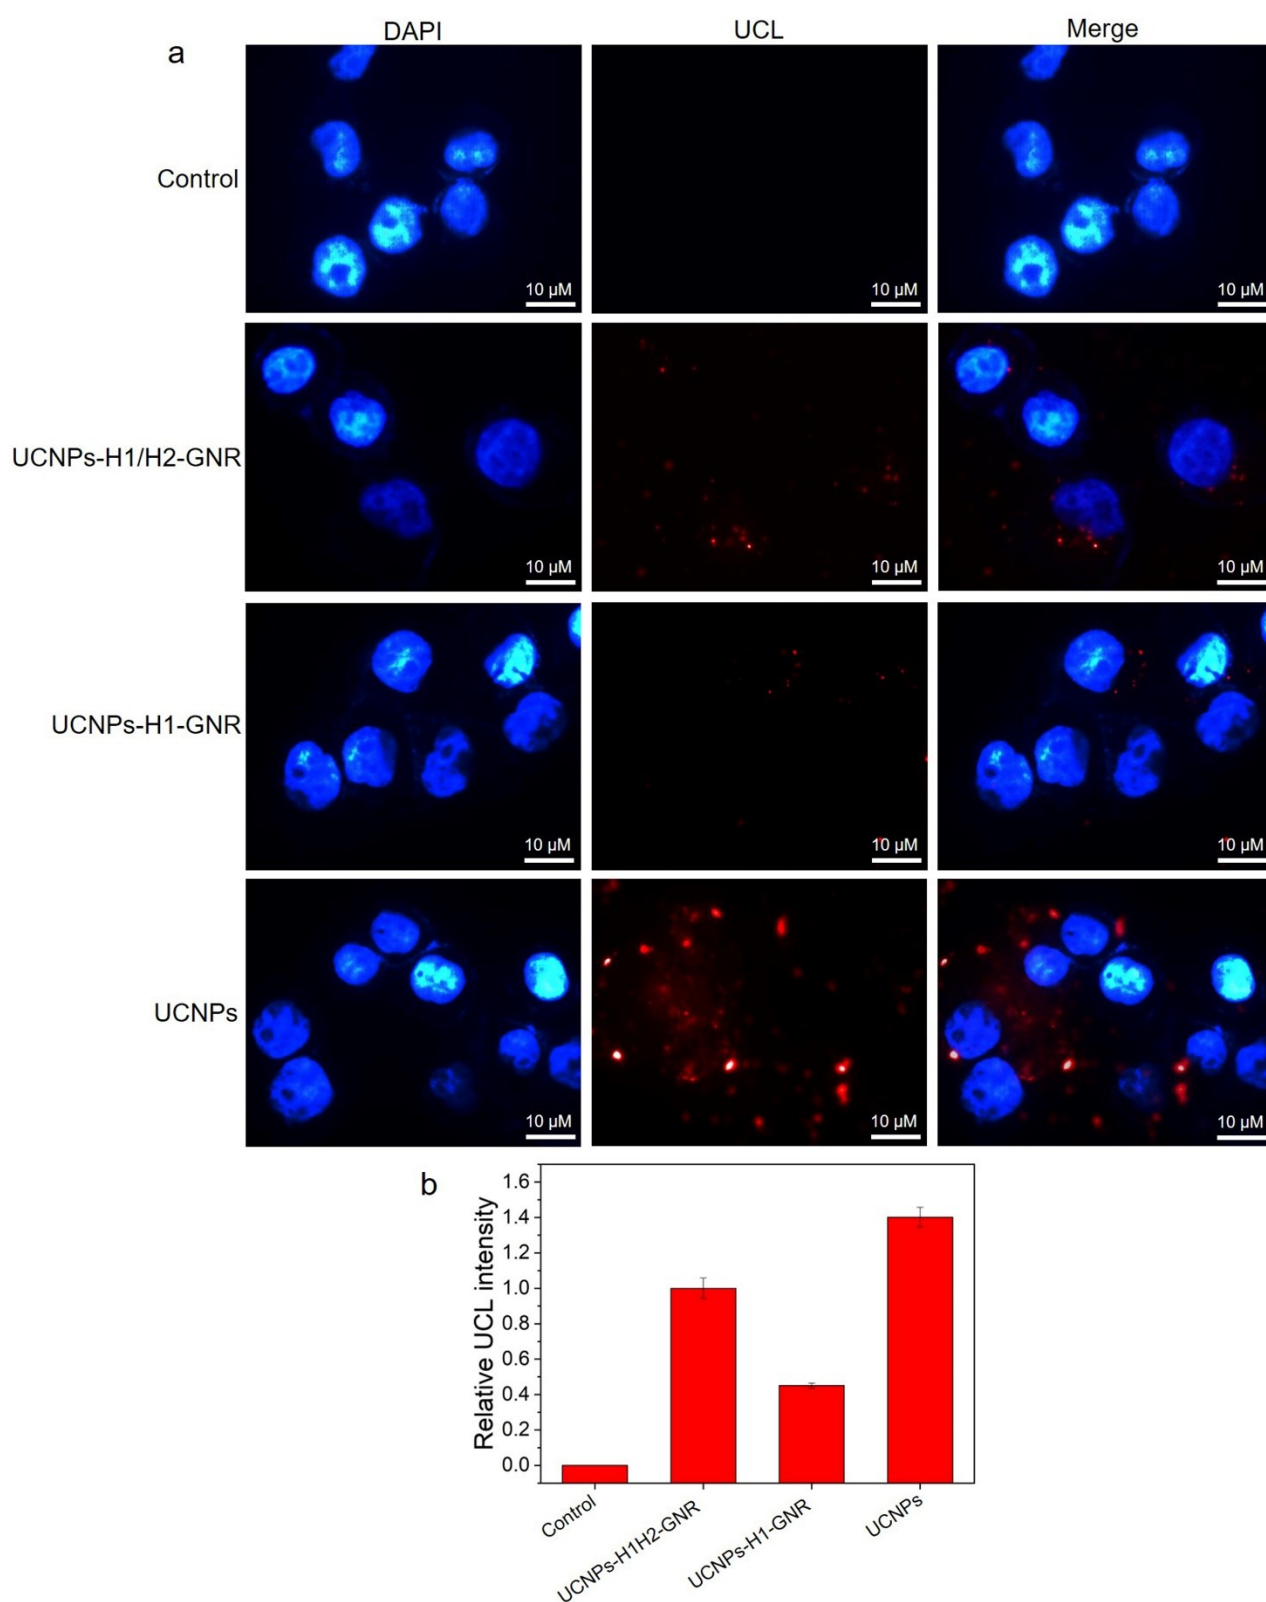 a
DAPI UCL Merge
Control
10 µM 10 µM 10 µM
UCNPs-H1/H2-GNR
10 µM 10 µM 10 µM
UCNPs-H1-GNR
10 µM 10 µM 10 µM
UCNPs
10 µM 10 µM 10 µM
b
Relative UCL intensity
1.6
1.4
1.2
1.0
0.8
0.6
0.4
0.2
0.0
Control
UCNPs-H1H2-GNR
UCNPs-H1-GNR
UCNPs